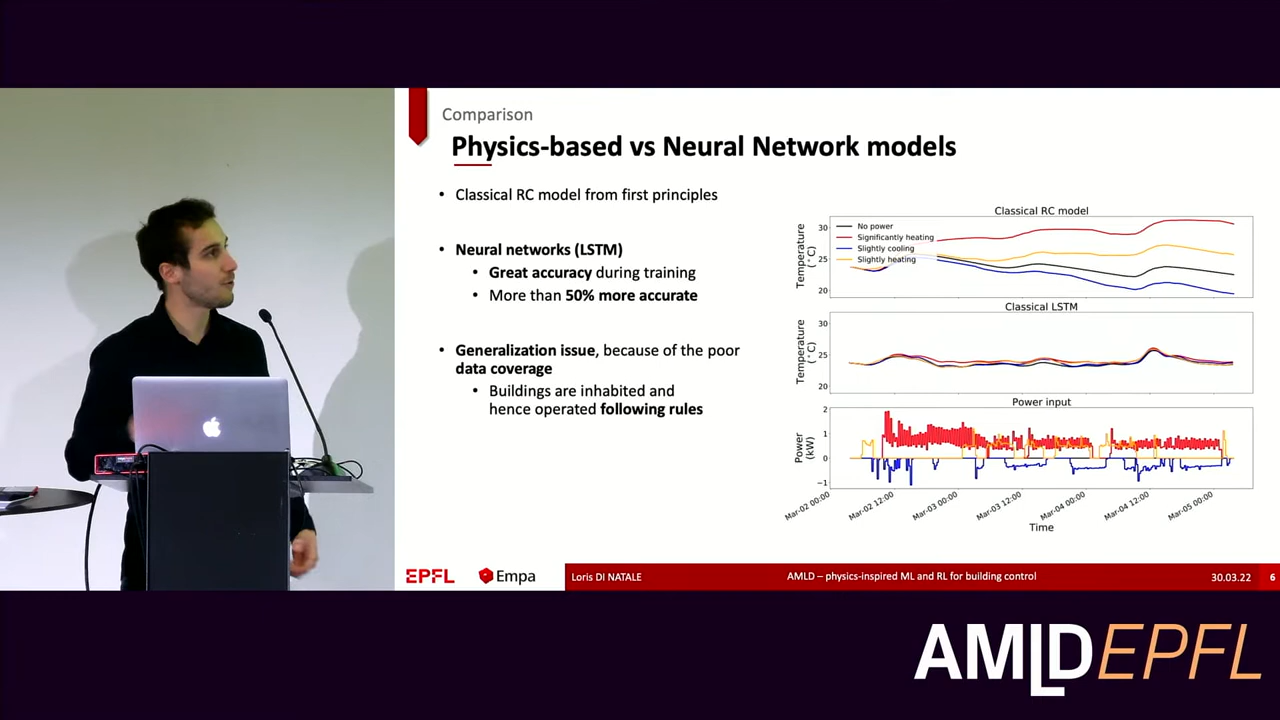 Comparison
Physics-based vs Neural Network models
• Classical RC model from first principles
• Neural networks (LSTM)
• Great accuracy during training
• More than 50% more accurate
• Generalization issue, because of the poor
data coverage
• Buildings are inhabited and
hence operated following rules
Classical RC model
Temperature
(°C)
30
25
20
No power
Significantly heating
Slightly cooling
Slightly heating
Classical LSTM
Temperature
(°C)
30
25
20
Power input
Power
(kW)
2
1
0
−1
Mar-02 00:00
Mar-02 12:00
Mar-03 00:00
Mar-03 12:00
Mar-04 00:00
Mar-04 12:00
Mar-05 00:00
Time
EPFL
Empa
Loris DI NATALE
AMLD – physics-inspired ML and RL for building control
30.03.22
6
AMLD EPFL